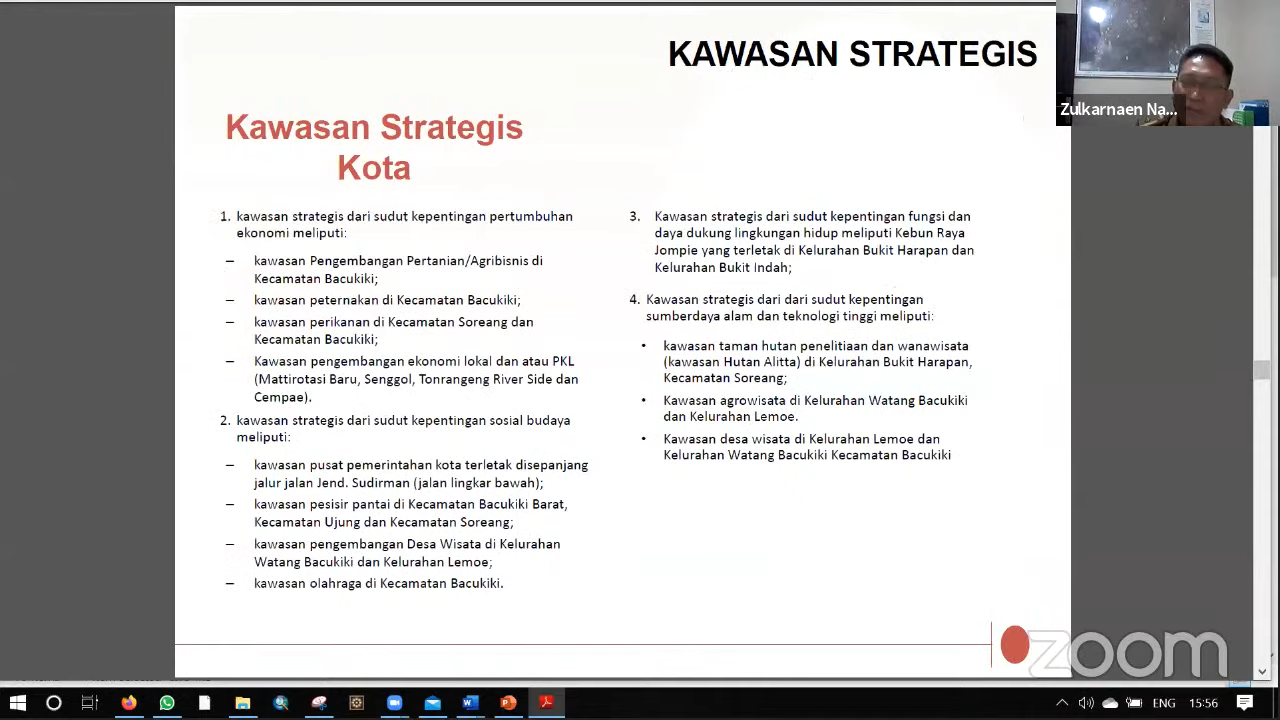 KAWASAN STRATEGIS
Zulkarnaen Na...
Kawasan Strategis
Kota
1. kawasan strategis dari sudut kepentingan pertumbuhan
ekonomi meliputi:
– kawasan Pengembangan Pertanian/Agribisnis di
Kecamatan Bacukiki;
– kawasan peternakan di Kecamatan Bacukiki;
– kawasan perikanan di Kecamatan Soreang dan
Kecamatan Bacukiki;
– Kawasan pengembangan ekonomi lokal dan atau PKL
(Mattirotasi Baru, Senggol, Tonrangeng River Side dan
Cempae).
2. kawasan strategis dari sudut kepentingan sosial budaya
meliputi:
– kawasan pusat pemerintahan kota terletak disepanjang
jalur jalan Jend. Sudirman (jalan lingkar bawah);
– kawasan pesisir pantai di Kecamatan Bacukiki Barat,
Kecamatan Ujung dan Kecamatan Soreang;
– kawasan pengembangan Desa Wisata di Kelurahan
Watang Bacukiki dan Kelurahan Lemoe;
– kawasan olahraga di Kecamatan Bacukiki.
3. Kawasan strategis dari sudut kepentingan fungsi dan
daya dukung lingkungan hidup meliputi Kebun Raya
Jompie yang terletak di Kelurahan Bukit Harapan dan
Kelurahan Bukit Indah;
4. Kawasan strategis dari dari sudut kepentingan
sumberdaya alam dan teknologi tinggi meliputi:
• kawasan taman hutan penelitiaan dan wanawisata
(kawasan Hutan Alitta) di Kelurahan Bukit Harapan,
Kecamatan Soreang;
• Kawasan agrowisata di Kelurahan Watang Bacukiki
dan Kelurahan Lemoe.
• Kawasan desa wisata di Kelurahan Lemoe dan
Kelurahan Watang Bacukiki Kecamatan Bacukiki
zoom
ENG 15:56